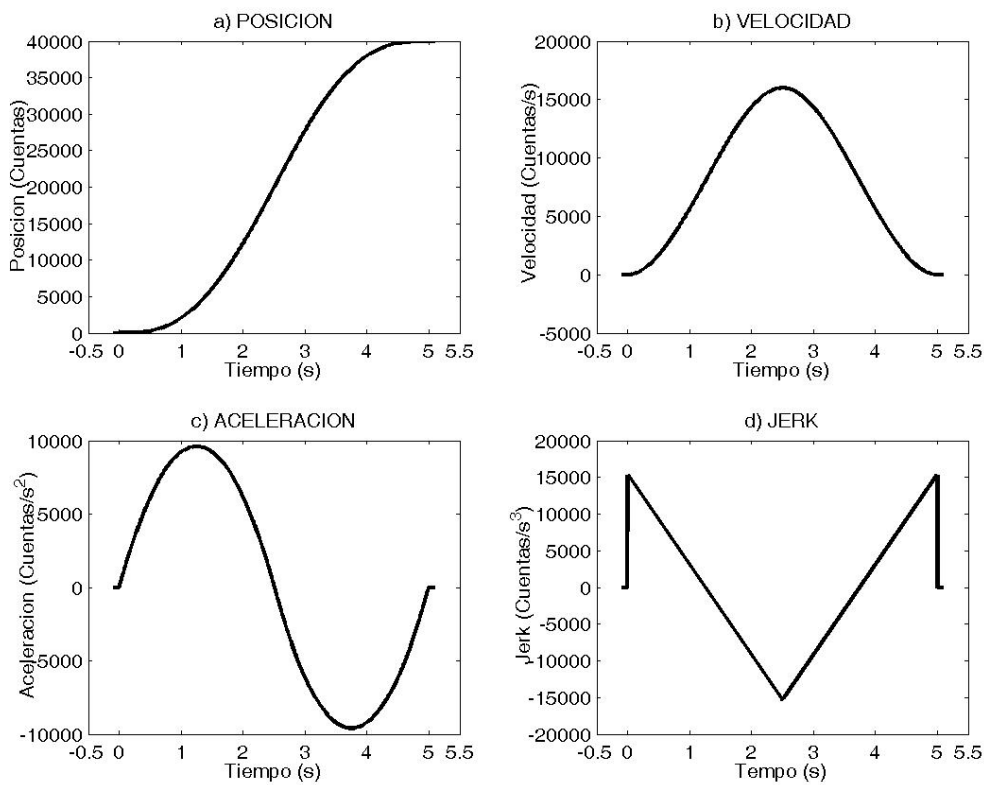 a) POSICION
40000
35000
30000
25000
20000
15000
10000
5000
0
Posicion (Cuentas)
-0.5 0 1 2 3 4 5 5.5
Tiempo (s)
b) VELOCIDAD
20000
15000
10000
5000
0
-5000
Velocidad (Cuentas/s)
-0.5 0 1 2 3 4 5 5.5
Tiempo (s)
c) ACELERACION
10000
5000
0
-5000
-10000
Aceleracion (Cuentas/s²)
-0.5 0 1 2 3 4 5 5.5
Tiempo (s)
d) JERK
20000
15000
10000
5000
0
-5000
-10000
-15000
-20000
Jerk (Cuentas/s³)
-0.5 0 1 2 3 4 5 5.5
Tempo (s)